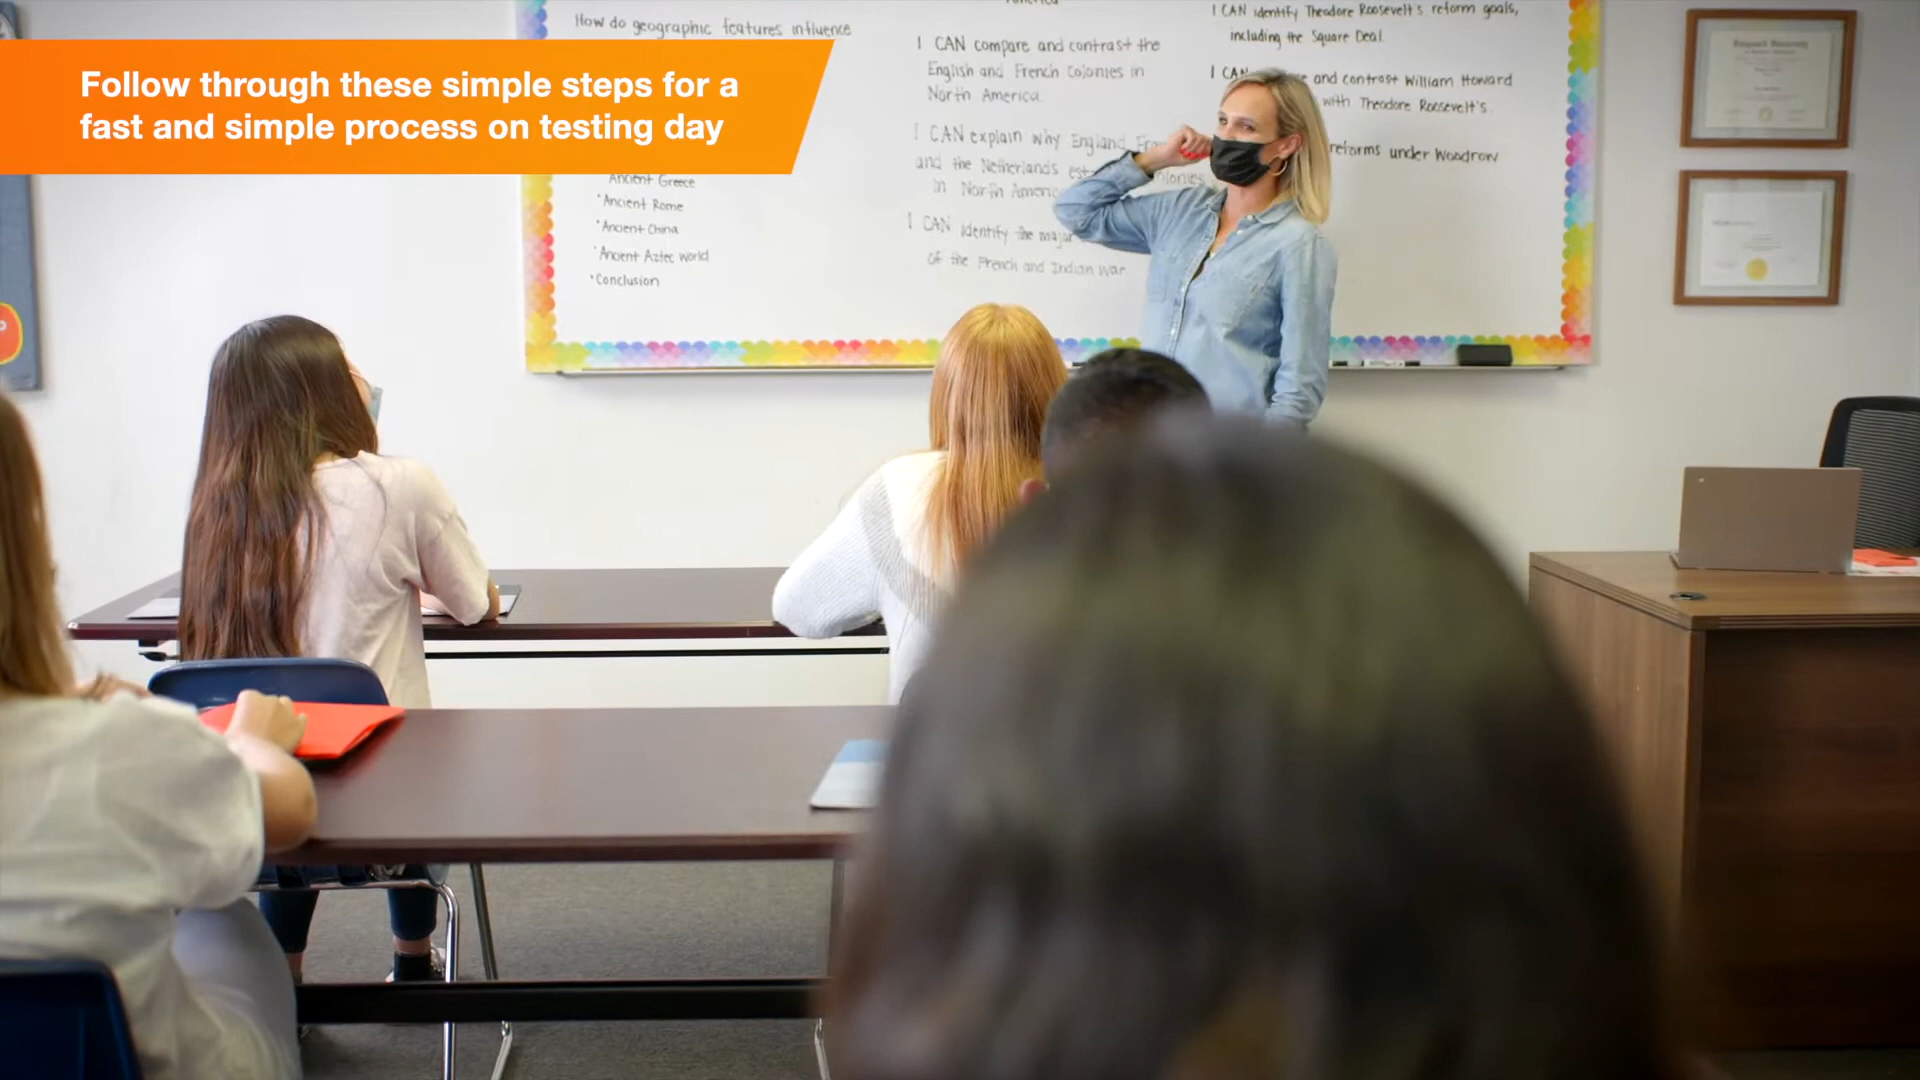 Follow through these simple steps for a
fast and simple process on testing day
How do geographic features influence
Ancient Greece
*Ancient Rome
*Ancient China
*Ancient Aztec World
*Conclusion
I CAN compare and contrast the
English and French Colonies in
North America.
I CAN explain why England
and the Netherlands
in North
I CAN identify the major
of the French and Indian War
I CAN identify Theodore Roosevelt's reform goals,
including the Square Deal.
I CAN and contrast William Howard
with Theodore Roosevelt's.
reforms under Woodrow